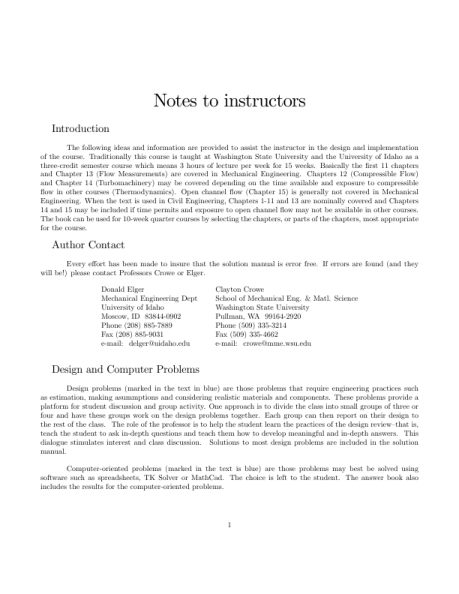 Notes to instructors
Introduction
The following ideas and information are provided to assist the instructor in the design and implementation
of the course. Traditionally this course is taught at Washington State University and the University of Idaho as a
three-credit semester course which means 3 hours of lecture per week for 15 weeks. Basically the first 11 chapters
and Chapter 13 (Flow Measurements) are covered in Mechanical Engineering. Chapters 12 (Compressible Flow)
and Chapter 14 (Turbomachinery) may be covered depending on the time available and exposure to compressible
flow in other courses (Thermodynamics). Open channel flow (Chapter 15) is generally not covered in Mechanical
Engineering. When the text is used in Civil Engineering, Chapters 1-11 and 13 are nominally covered and Chapters
14 and 15 may be included if time permits and exposure to open channel flow may not be available in other courses.
The book can be used for 10-week quarter courses by selecting the chapters, or parts of the chapters, most appropriate
for the course.
Author Contact
Every effort has been made to insure that the solution manual is error free. If errors are found (and they
will be!) please contact Professors Crowe or Elger.
Donald Elger Clayton Crowe
Mechanical Engineering Dept School of Mechanical Eng. & Matl. Science
University of Idaho Washington State University
Moscow, ID 83844-0902 Pullman, WA 99164-2920
Phone (208) 885-7889 Phone (509) 335-3214
Fax (208) 885-9031 Fax (509) 335-4662
e-mail: delger@uidaho.edu e-mail: crowe@mme.wsu.edu
Design and Computer Problems
Design problems (marked in the text in blue) are those problems that require engineering practices such
as estimation, making asumptions and considering realistic materials and components. These problems provide a
platform for student discussion and group activity. One approach is to divide the class into small groups of three or
four and have these groups work on the design problems together. Each group can then report on their design to
the rest of the class. The role of the professor is to help the student learn the practices of the design review–that is,
teach the student to ask in-depth questions and teach them how to develop meaningful and in-depth answers. This
dialogue stimulates interest and class discussion. Solutions to most design problems are included in the solution
manual.
Computer-oriented problems (marked in the text is blue) are those problems may best be solved using
software such as spreadsheets, TK Solver or MathCad. The choice is left to the student. The answer book also
includes the results for the computer-oriented problems.
1